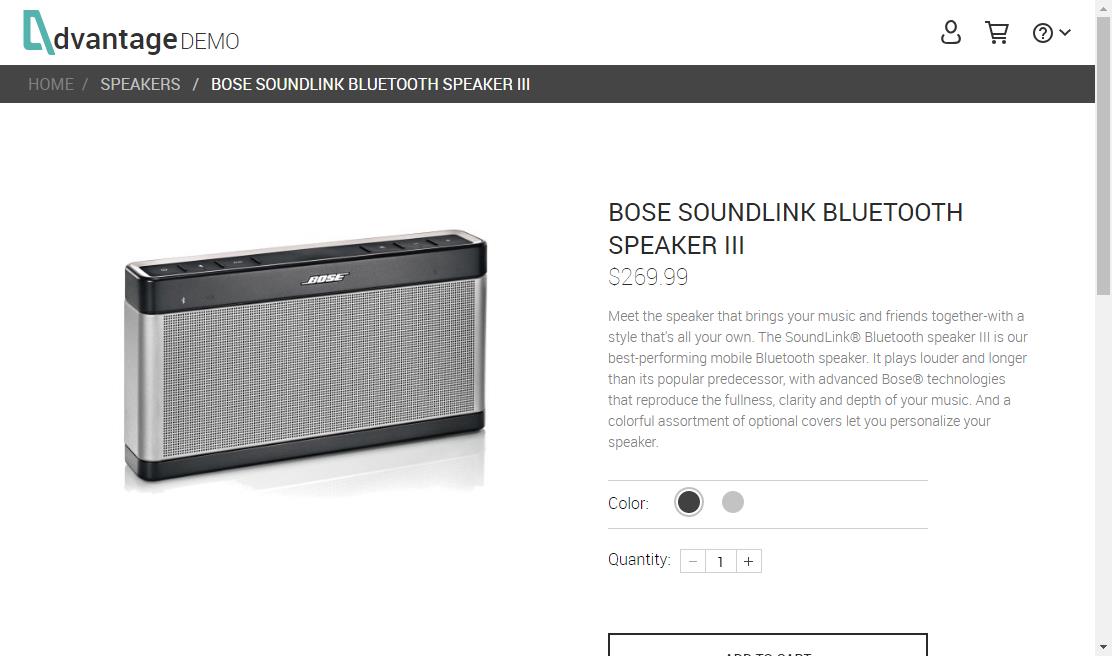 dvantage DEMO
HOME / SPEAKERS / BOSE SOUNDLINK BLUETOOTH SPEAKER III
BOSE
BOSE SOUNDLINK BLUETOOTH
SPEAKER III
$269.99
Meet the speaker that brings your music and friends together-with a
style that's all your own. The SoundLink® Bluetooth speaker III is our
best-performing mobile Bluetooth speaker. It plays louder and longer
than its popular predecessor, with advanced Bose® technologies
that reproduce the fullness, clarity and depth of your music. And a
colorful assortment of optional covers let you personalize your
speaker.
Color:
Quantity: − 1 +
ADD TO CART